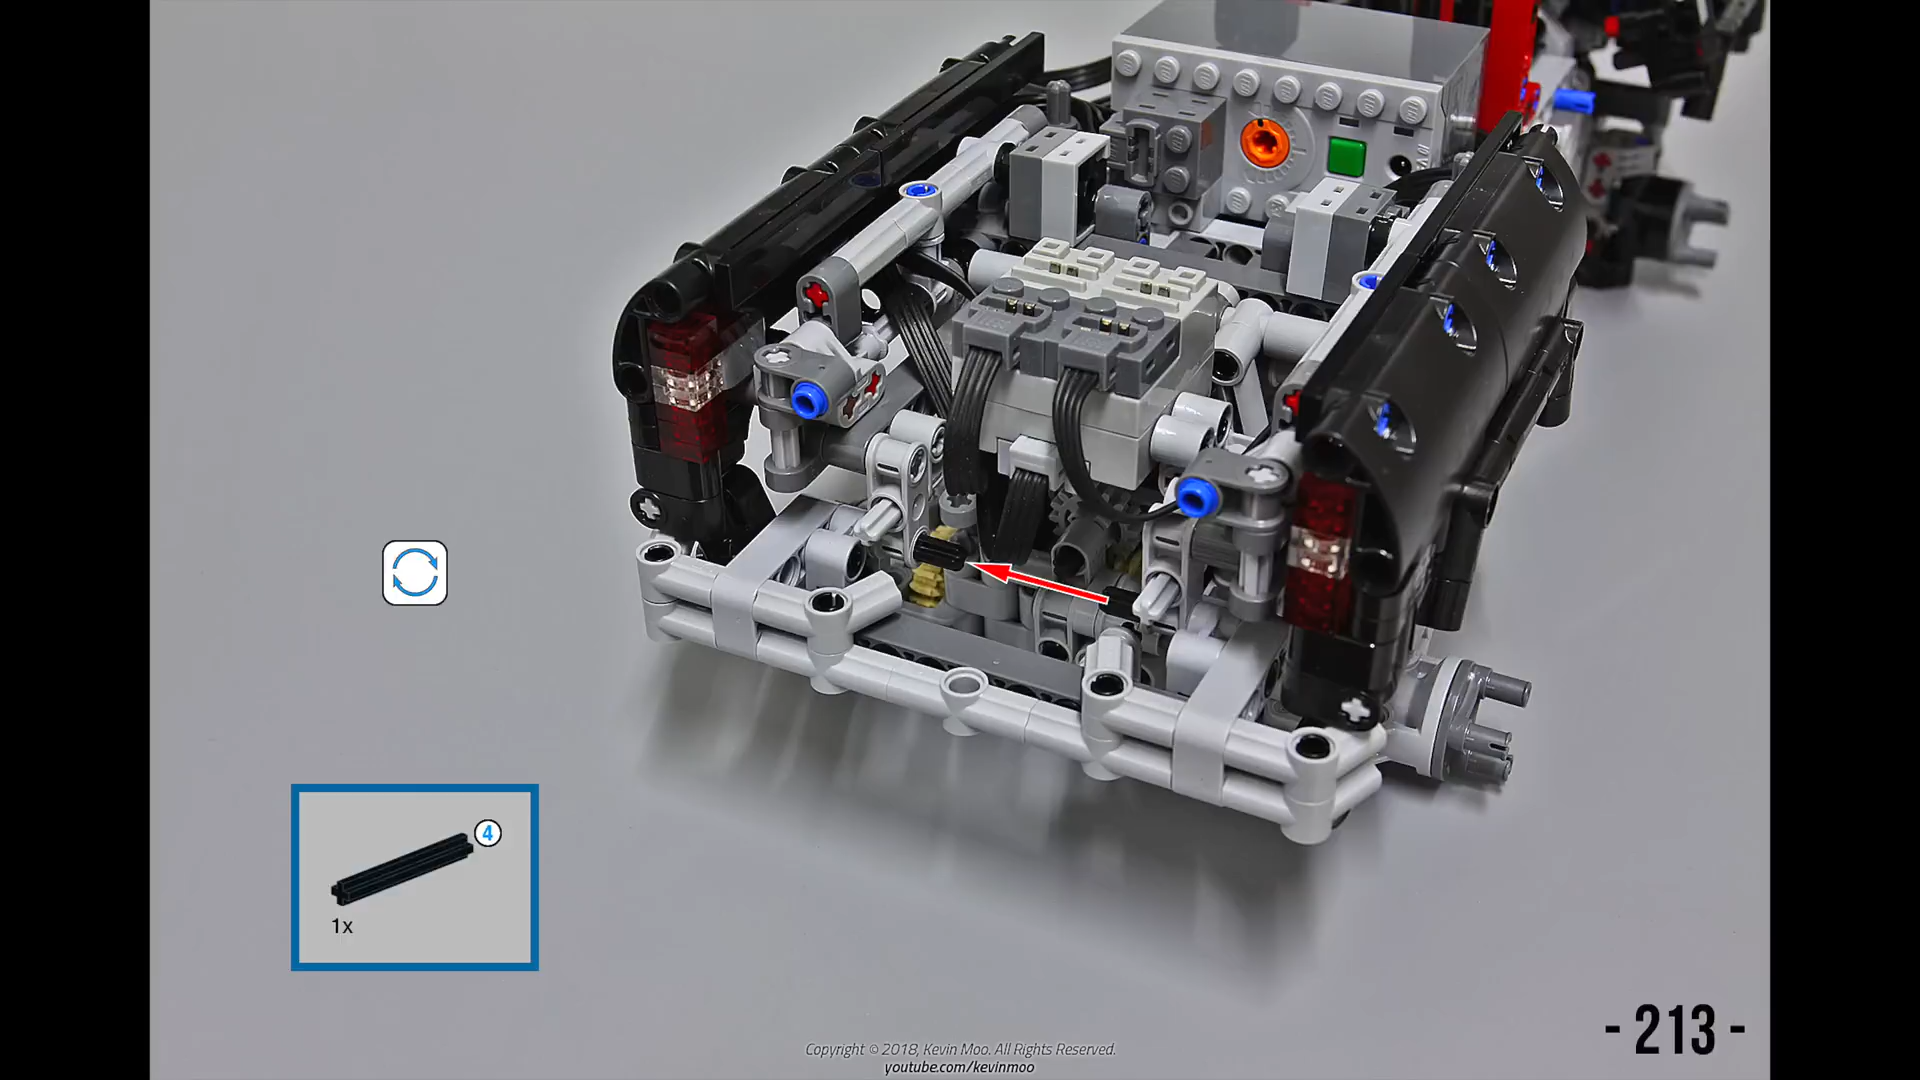 4
1x
- 213 -
Copyright © 2018, Kevin Moo. All Rights Reserved.
youtube.com/kevinmoo